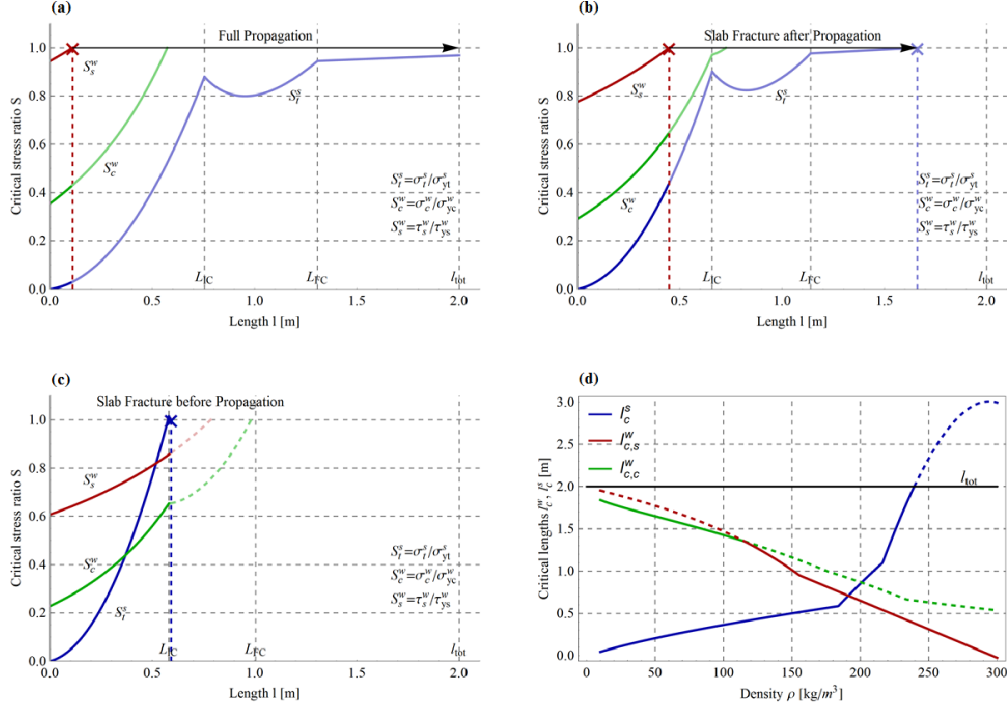 (a)
Full Propagation
Critical stress ratio S
1.0
0.8
0.6
0.4
0.2
0.0
S_s^w
S_c^w
S_t^s
S_t^s=σ_t^s/σ_yt^s
S_c^w=σ_c^w/σ_yc^w
S_s^w=τ_s^w/τ_ys^w
L_IC
L_FC
l_tot
0.0 0.5 1.0 1.5 2.0
Length l [m]
(b)
Slab Fracture after Propagation
Critical stress ratio S
1.0
0.8
0.6
0.4
0.2
0.0
S_s^w
S_c^w
S_t^s
S_t^s=σ_t^s/σ_yt^s
S_c^w=σ_c^w/σ_yc^w
S_s^w=τ_s^w/τ_ys^w
L_IC
L_FC
l_tot
0.0 0.5 1.0 1.5 2.0
Length l [m]
(c)
Slab Fracture before Propagation
Critical stress ratio S
1.0
0.8
0.6
0.4
0.2
0.0
S_s^w
S_c^w
S_t^s
S_t^s=σ_t^s/σ_yt^s
S_c^w=σ_c^w/σ_yc^w
S_s^w=τ_s^w/τ_ys^w
L_FC
l_tot
0.0 0.5 1.0 1.5 2.0
Length l [m]
(d)
Critical lengths l_c^w, l_c^s [m]
3.0
2.5
2.0
1.5
1.0
0.5
0.0
l_c^s
l_c,s^w
l_c,c^w
l_tot
0 50 100 150 200 250 300
Density ρ [kg/m³]